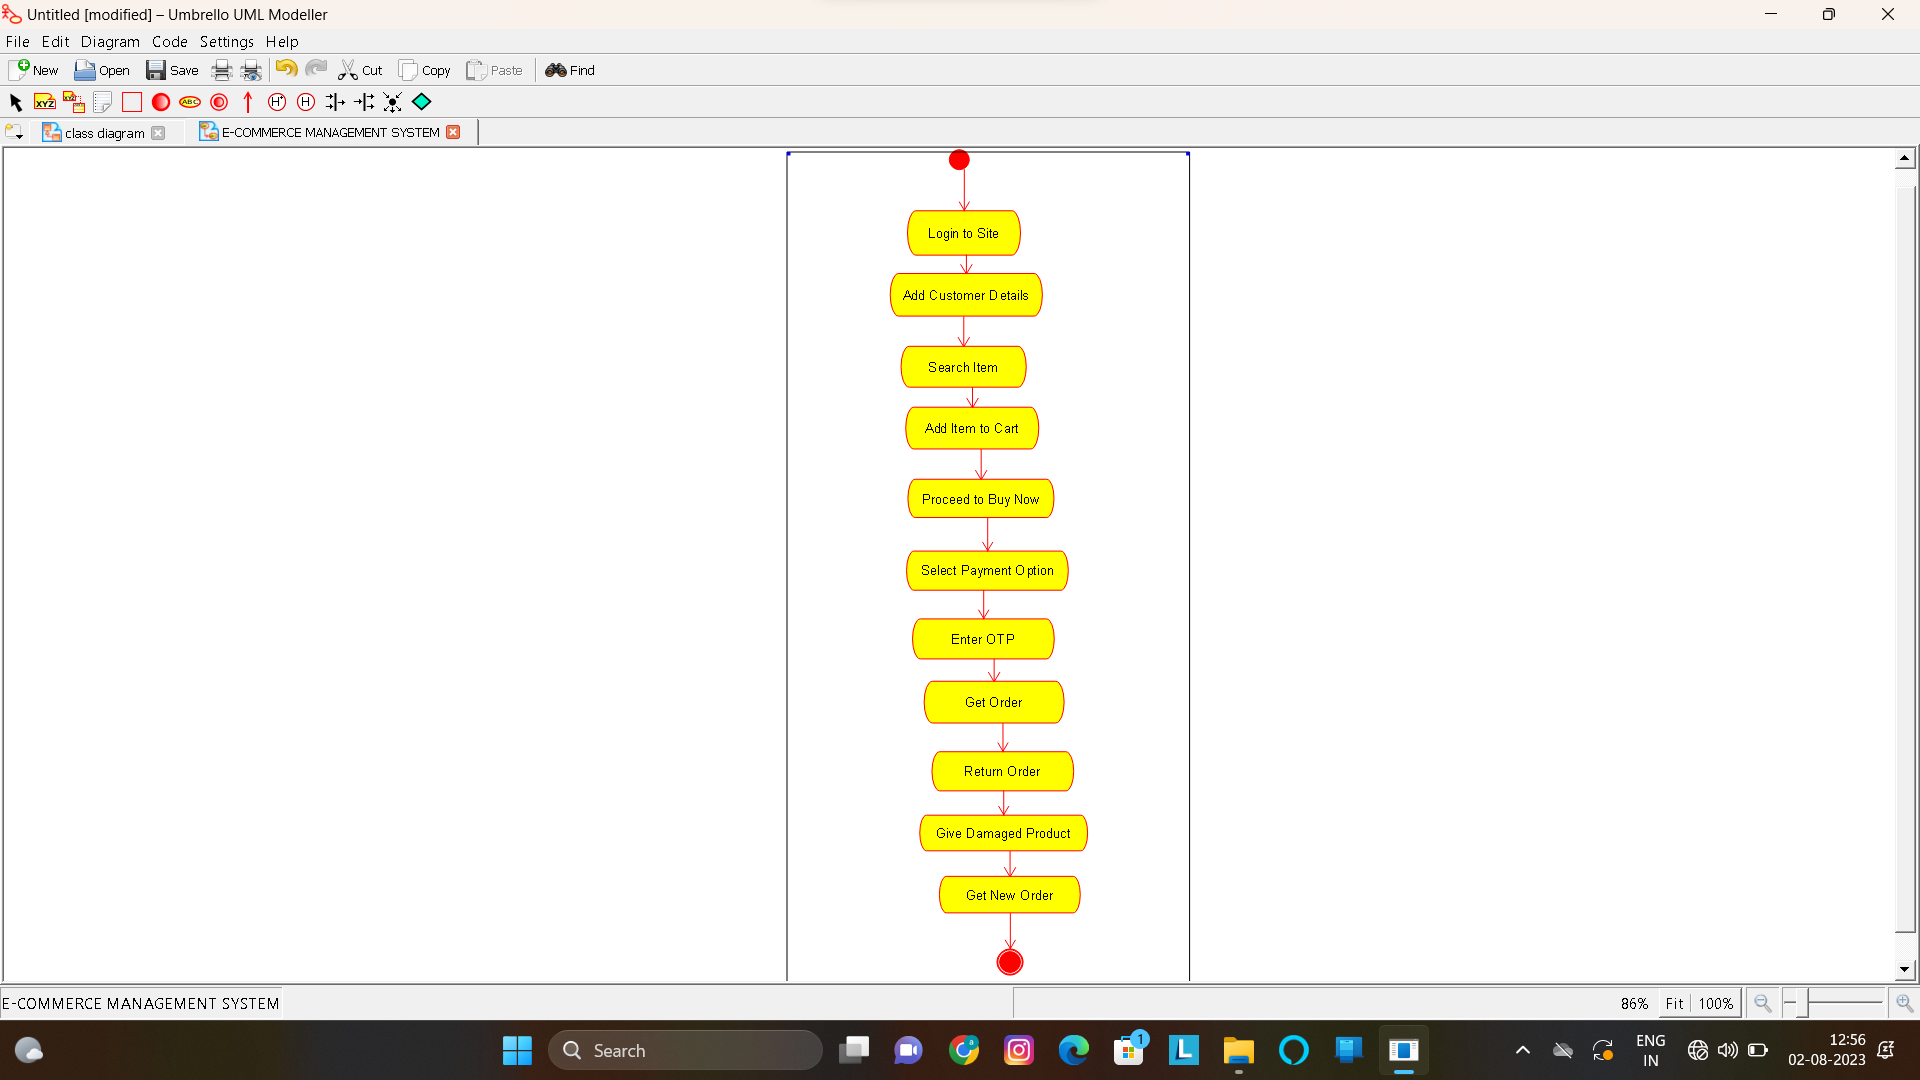 Untitled [modified] – Umbrello UML Modeller
File Edit Diagram Code Settings Help
New Open Save Cut Copy Paste Find
XYZ XYZ ABC H* H
class diagram E-COMMERCE MANAGEMENT SYSTEM
Login to Site
Add Customer Details
Search Item
Add Item to Cart
Proceed to Buy Now
Select Payment Option
Enter OTP
Get Order
Return Order
Give Damaged Product
Get New Order
E-COMMERCE MANAGEMENT SYSTEM 86% Fit 100%
Search a 1 L ENG 12:56
IN 02-08-2023